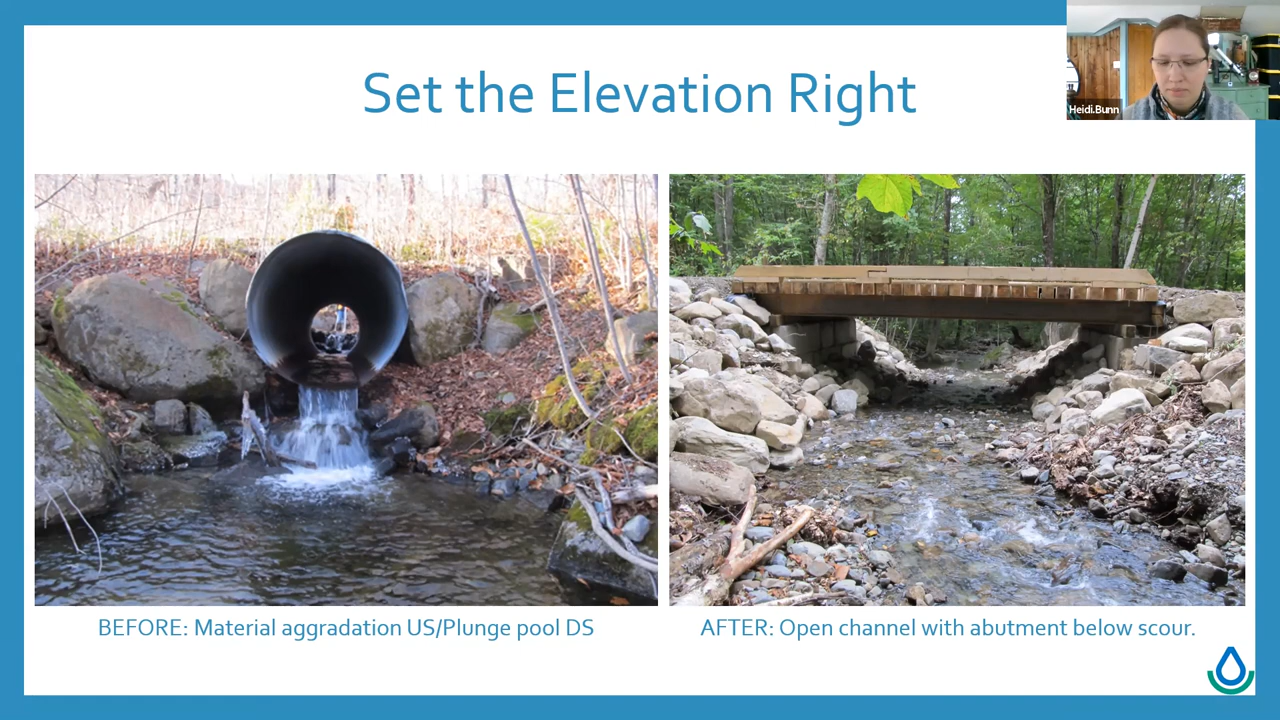 Set the Elevation Right
Heidi.Bunn
BEFORE: Material aggradation US/Plunge pool DS
AFTER: Open channel with abutment below scour.